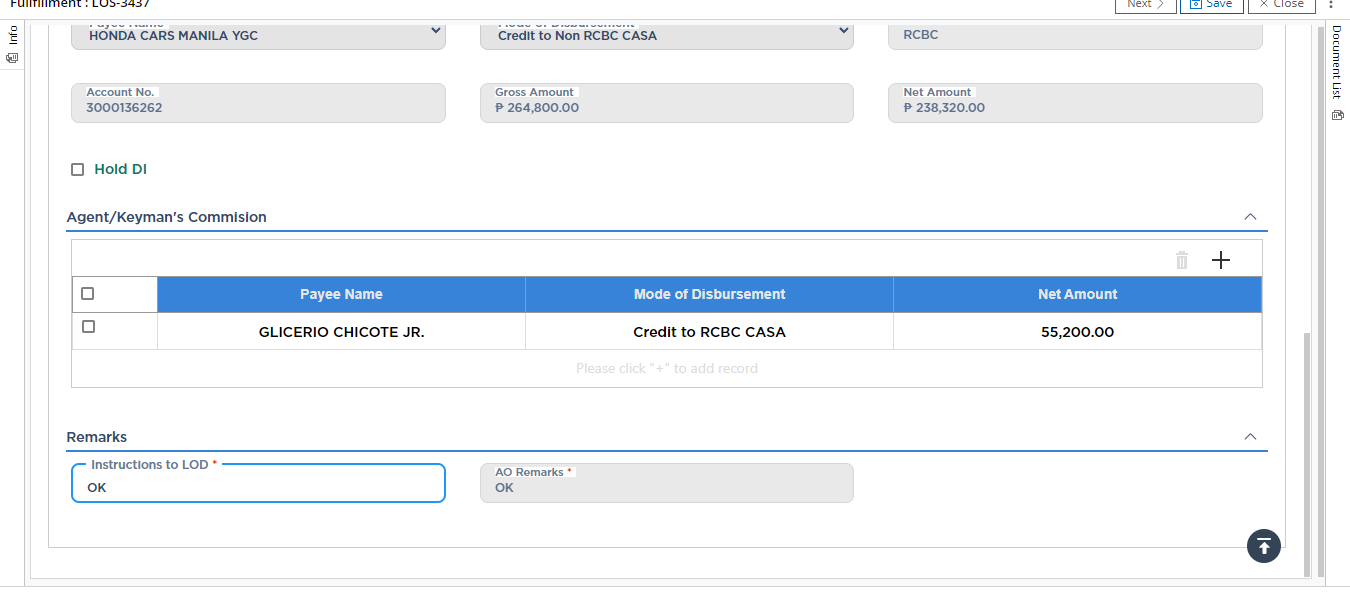 Fullfillment : LOS-3437
Next
Save
Close
Info
Document List
Payee Name
HONDA CARS MANILA YGC
Mode of Disbursement
Credit to Non RCBC CASA
RCBC
Account No.
3000136262
Gross Amount
₱ 264,800.00
Net Amount
₱ 238,320.00
Hold DI
Agent/Keyman's Commision
Payee Name
Mode of Disbursement
Net Amount
GLICERIO CHICOTE JR.
Credit to RCBC CASA
55,200.00
Please click "+" to add record
Remarks
Instructions to LOD *
OK
AO Remarks *
OK